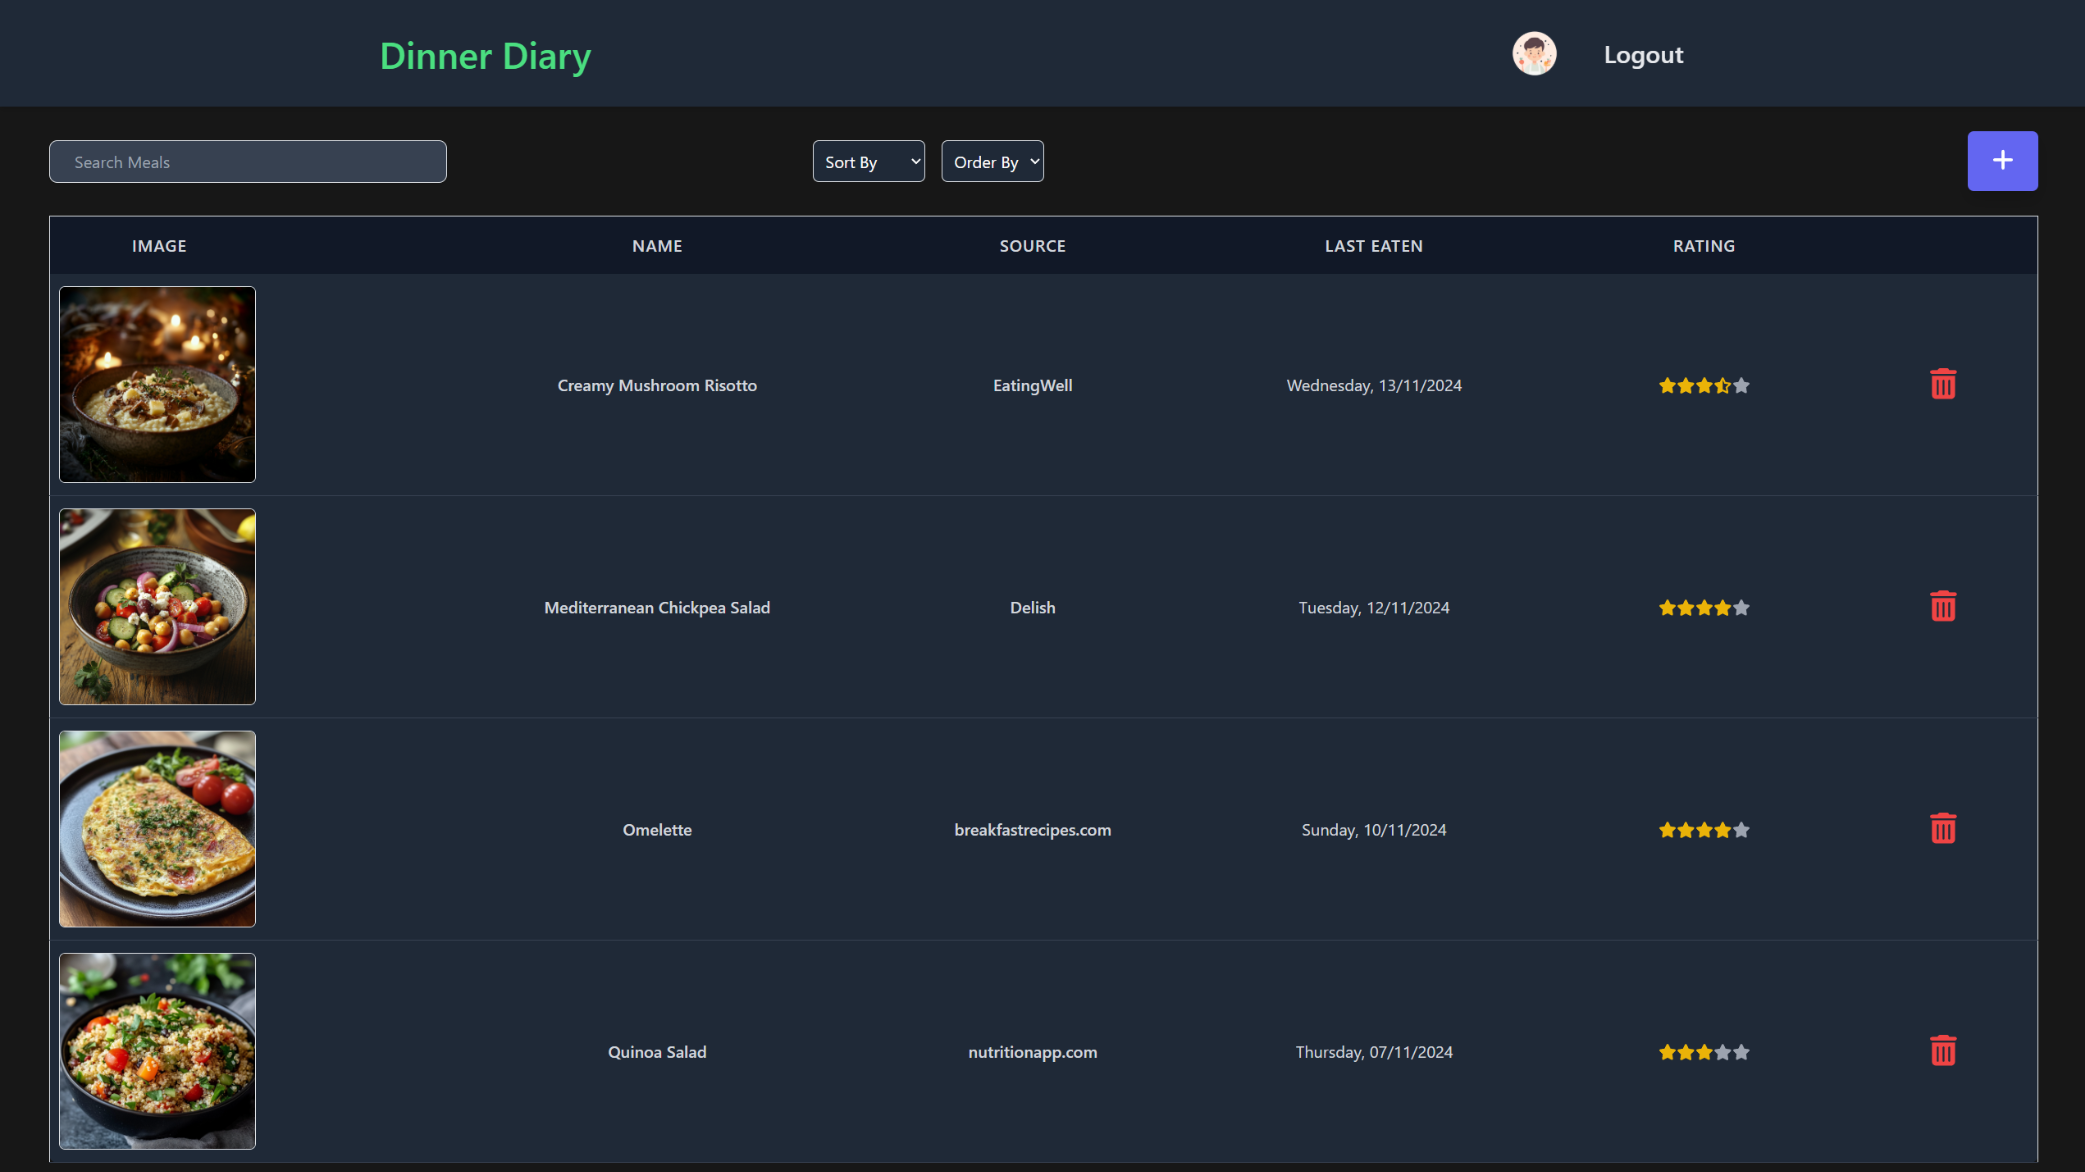 Dinner Diary
Logout
Search Meals
Sort By
Order By
IMAGE NAME SOURCE LAST EATEN RATING
Creamy Mushroom Risotto EatingWell Wednesday, 13/11/2024
Mediterranean Chickpea Salad Delish Tuesday, 12/11/2024
Omelette breakfastrecipes.com Sunday, 10/11/2024
Quinoa Salad nutritionapp.com Thursday, 07/11/2024